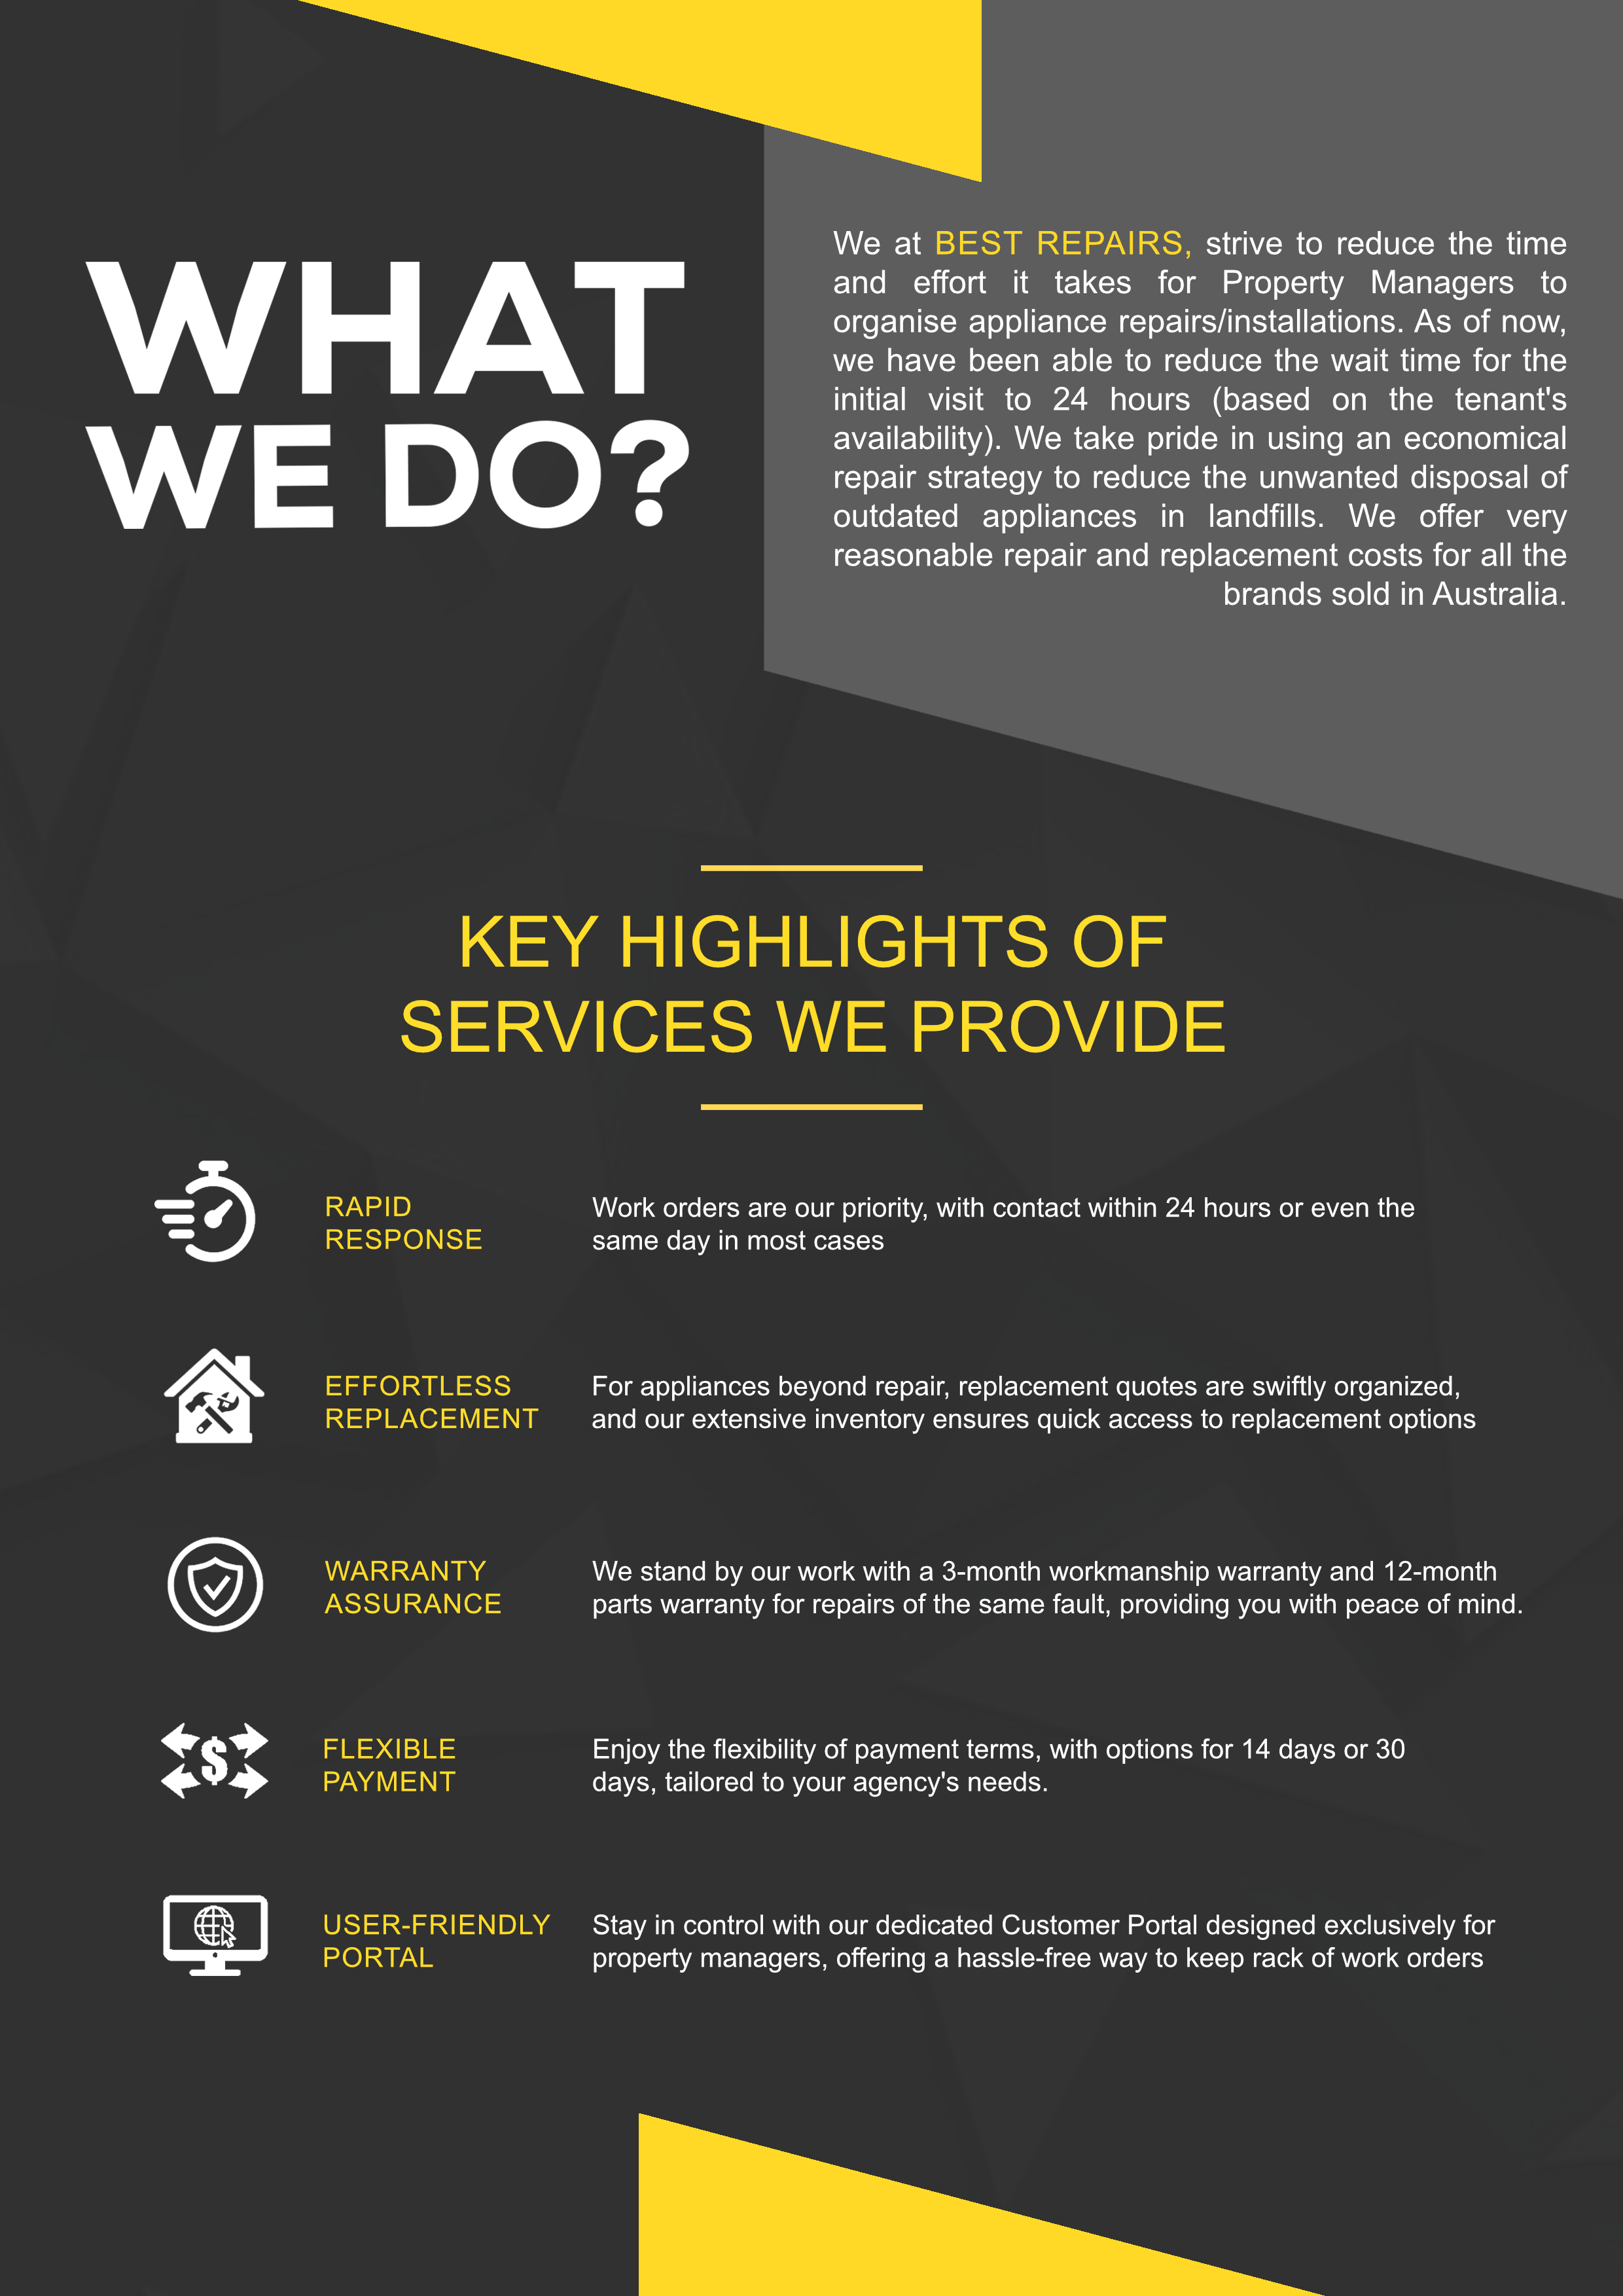 WHAT
WE DO?
We at BEST REPAIRS, strive to reduce the time
and effort it takes for Property Managers to
organise appliance repairs/installations. As of now,
we have been able to reduce the wait time for the
initial visit to 24 hours (based on the tenant's
availability). We take pride in using an economical
repair strategy to reduce the unwanted disposal of
outdated appliances in landfills. We offer very
reasonable repair and replacement costs for all the
brands sold in Australia.
KEY HIGHLIGHTS OF
SERVICES WE PROVIDE
RAPID
RESPONSE
Work orders are our priority, with contact within 24 hours or even the
same day in most cases
EFFORTLESS
REPLACEMENT
For appliances beyond repair, replacement quotes are swiftly organized,
and our extensive inventory ensures quick access to replacement options
WARRANTY
ASSURANCE
We stand by our work with a 3-month workmanship warranty and 12-month
parts warranty for repairs of the same fault, providing you with peace of mind.
$
FLEXIBLE
PAYMENT
Enjoy the flexibility of payment terms, with options for 14 days or 30
days, tailored to your agency's needs.
USER-FRIENDLY
PORTAL
Stay in control with our dedicated Customer Portal designed exclusively for
property managers, offering a hassle-free way to keep rack of work orders